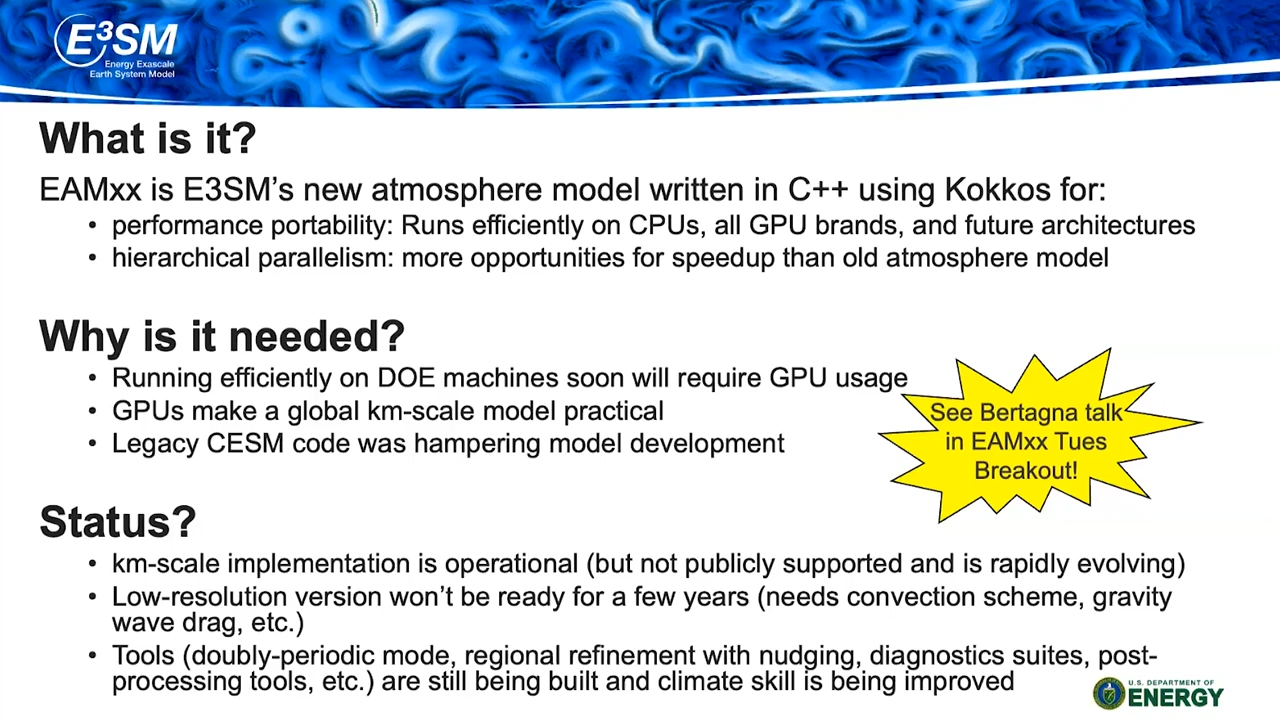 E³SM
Energy Exascale
Earth System Model
What is it?
EAMxx is E3SM’s new atmosphere model written in C++ using Kokkos for:
• performance portability: Runs efficiently on CPUs, all GPU brands, and future architectures
• hierarchical parallelism: more opportunities for speedup than old atmosphere model
Why is it needed?
• Running efficiently on DOE machines soon will require GPU usage
• GPUs make a global km-scale model practical
• Legacy CESM code was hampering model development
See Bertagna talk
in EAMxx Tues
Breakout!
Status?
• km-scale implementation is operational (but not publicly supported and is rapidly evolving)
• Low-resolution version won’t be ready for a few years (needs convection scheme, gravity
wave drag, etc.)
• Tools (doubly-periodic mode, regional refinement with nudging, diagnostics suites, post-
processing tools, etc.) are still being built and climate skill is being improved
U.S. DEPARTMENT OF
ENERGY